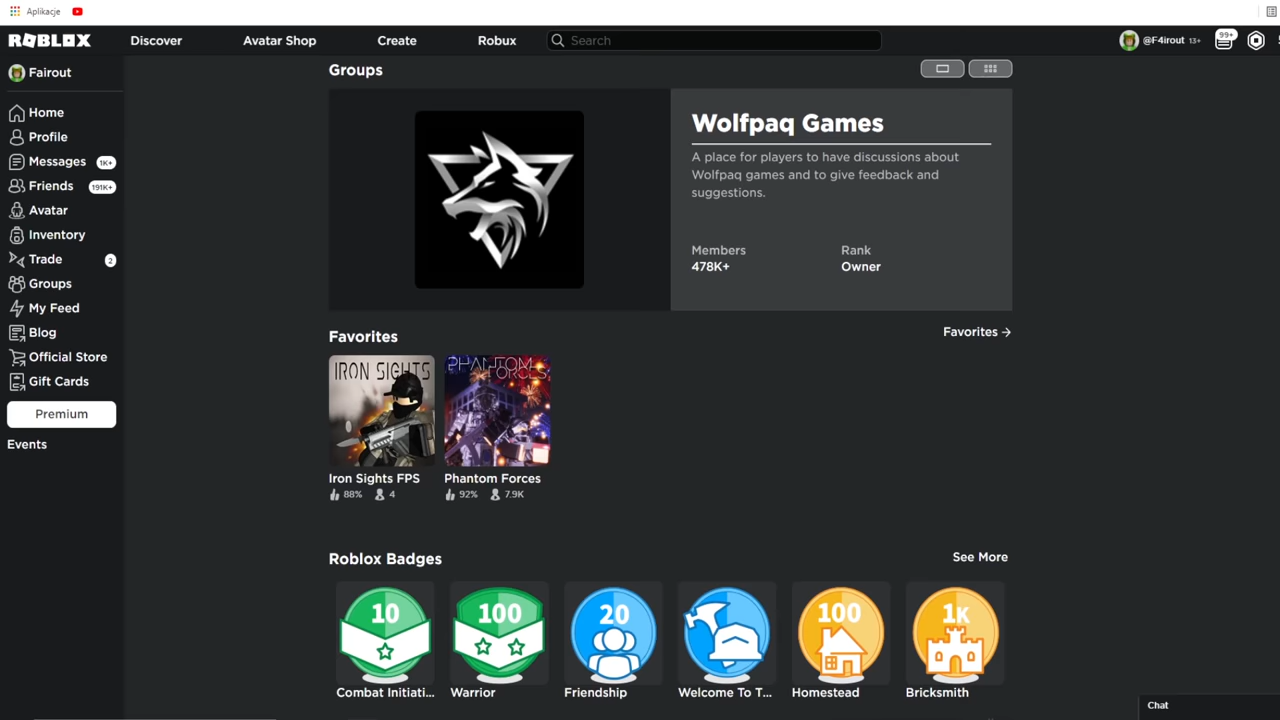 Aplikacje
ROBLOX
Discover
Avatar Shop
Create
Robux
Search
@F4irout 13+
99+
Fairout
Home
Profile
Messages 1K+
Friends 191K+
Avatar
Inventory
Trade 2
Groups
My Feed
Blog
Official Store
Gift Cards
Premium
Events
Groups
Wolfpaq Games
A place for players to have discussions about
Wolfpaq games and to give feedback and
suggestions.
Members
478K+
Rank
Owner
Favorites
Favorites →
IRON SIGHTS
PHANTOM
FORCES
Iron Sights FPS
88% 4
Phantom Forces
92% 7.9K
Roblox Badges
See More
10
100
20
100
1K
Combat Initiati...
Warrior
Friendship
Welcome To T...
Homestead
Bricksmith
Chat